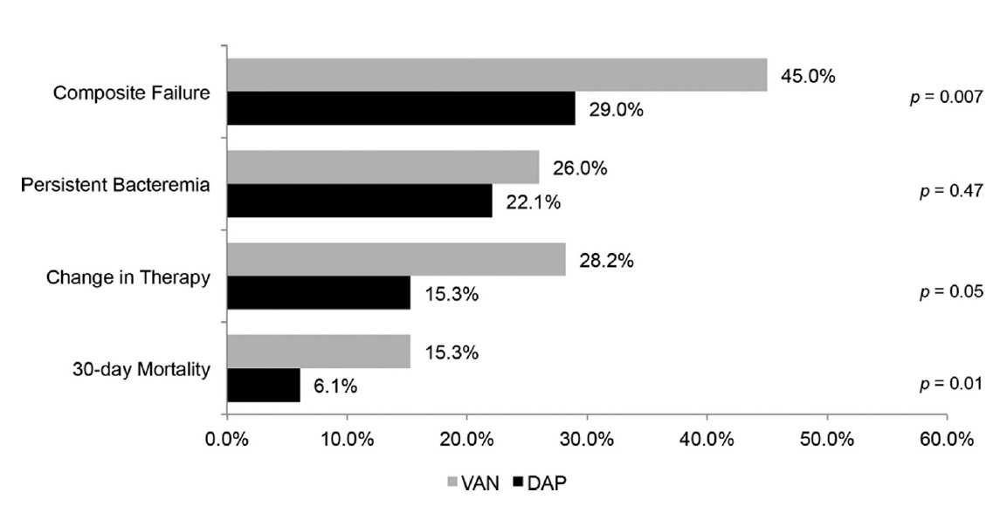 45.0%
Composite Failure
p = 0.007
29.0%
26.0%
Persistent Bacteremia
p = 0.47
22.1%
28.2%
Change in Therapy
p = 0.05
15.3%
15.3%
30-day Mortality
p = 0.01
6.1%
0.0% 10.0% 20.0% 30.0% 40.0% 50.0% 60.0%
VAN DAP